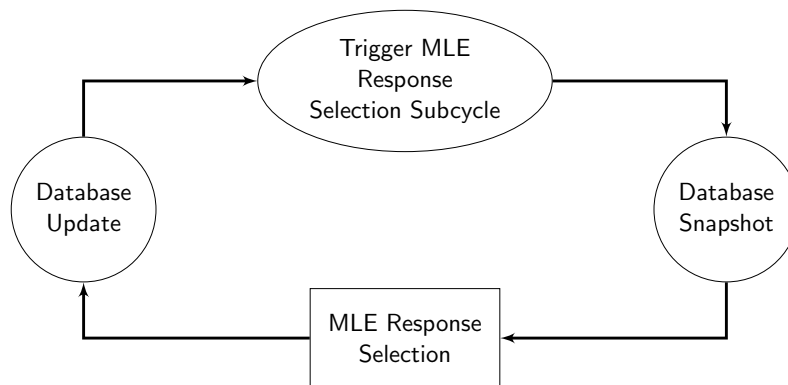 Trigger MLE
Response
Selection Subcycle
Database
Update
Database
Snapshot
MLE Response
Selection